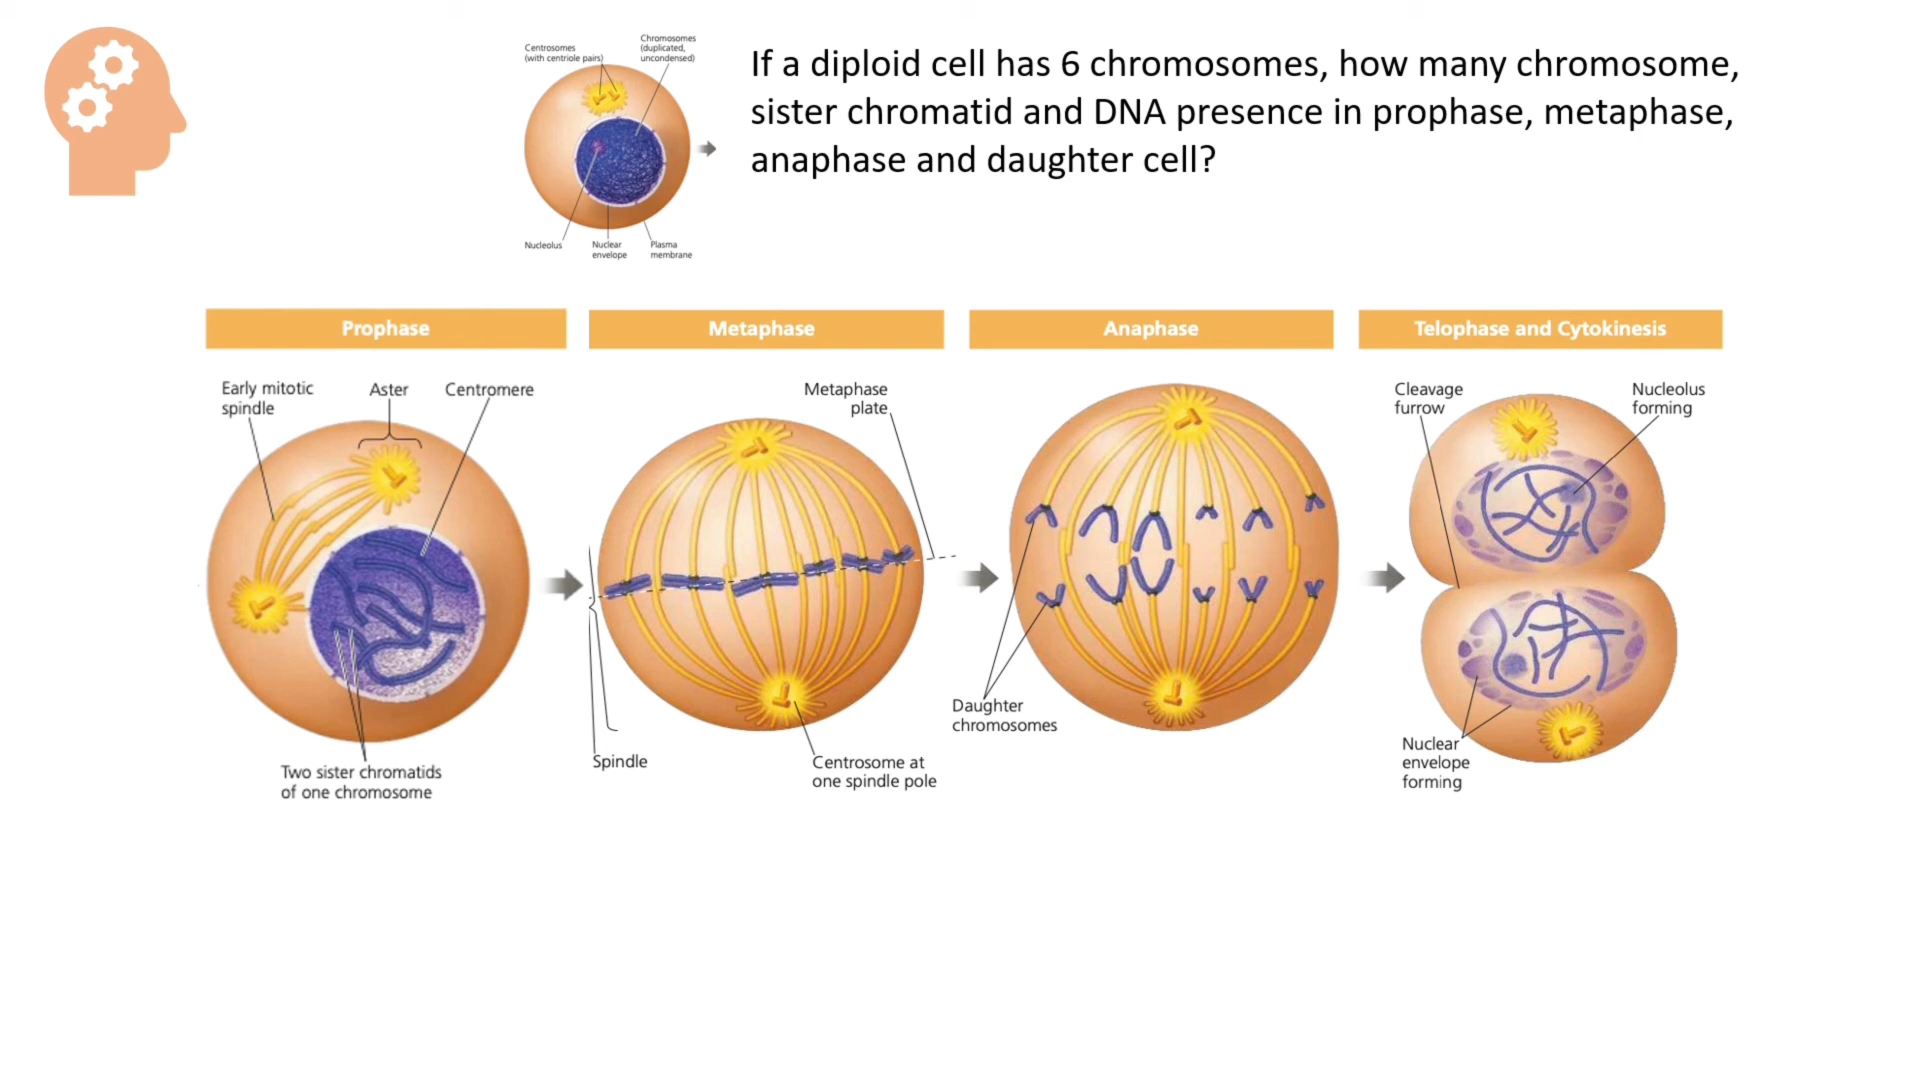 Centrosomes
(with centriole pairs)
Chromosomes
(duplicated,
uncondensed)
Nucleolus
Nuclear
envelope
Plasma
membrane
If a diploid cell has 6 chromosomes, how many chromosome,
sister chromatid and DNA presence in prophase, metaphase,
anaphase and daughter cell?
Prophase
Metaphase
Anaphase
Telophase and Cytokinesis
Early mitotic
spindle
Aster
Centromere
Two sister chromatids
of one chromosome
Metaphase
plate
Spindle
Centrosome at
one spindle pole
Daughter
chromosomes
Cleavage
furrow
Nucleolus
forming
Nuclear
envelope
forming